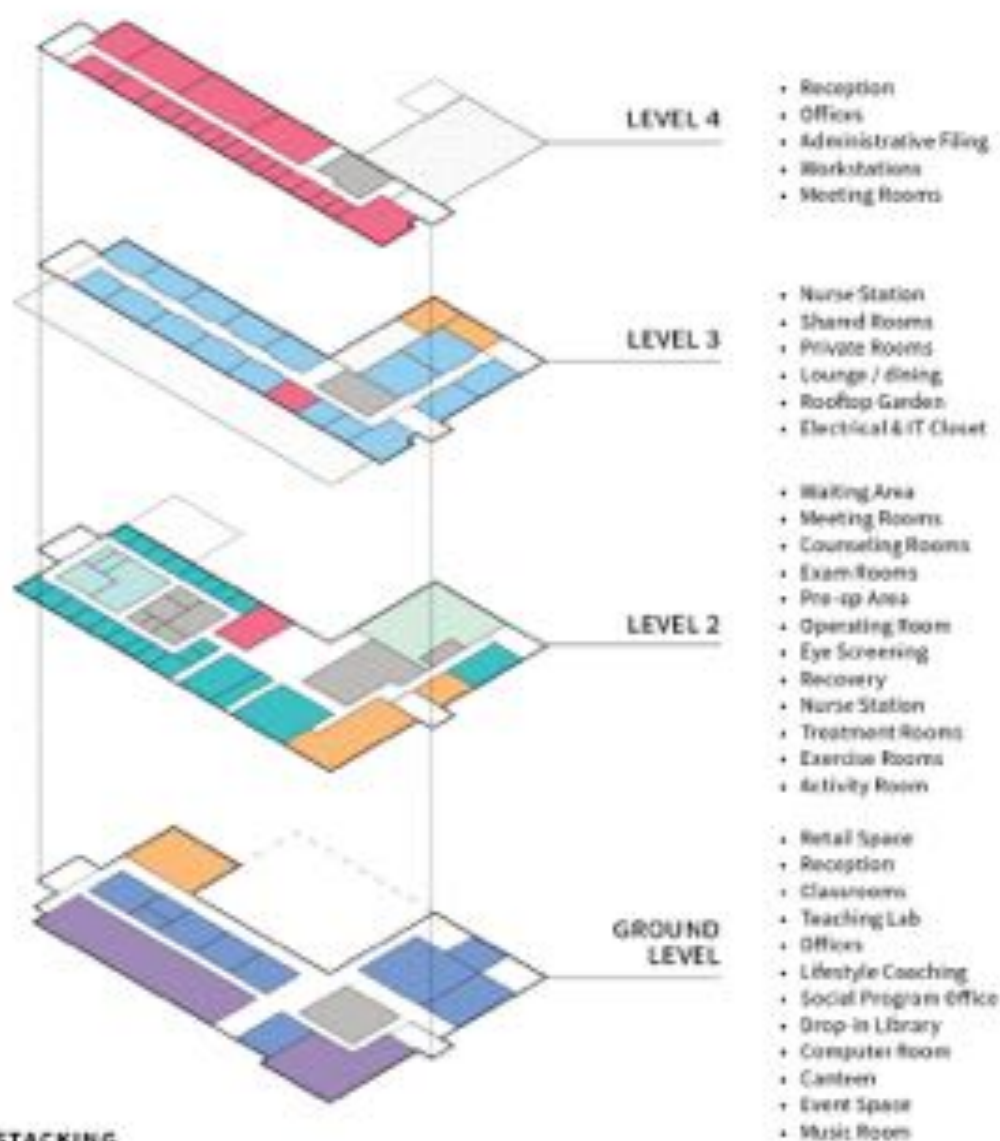 LEVEL 4
• Reception
• Offices
• Administrative Filing
• Workstations
• Meeting Rooms
LEVEL 3
• Nurse Station
• Shared Rooms
• Private Rooms
• Lounge / dining
• Rooftop Garden
• Electrical & IT Closet
LEVEL 2
• Waiting Area
• Meeting Rooms
• Counseling Rooms
• Exam Rooms
• Pre-op Area
• Operating Room
• Eye Screening
• Recovery
• Nurse Station
• Treatment Rooms
• Exercise Rooms
• Activity Room
GROUND
LEVEL
• Retail Space
• Reception
• Classrooms
• Teaching Lab
• Offices
• Lifestyle Coaching
• Social Program Office
• Drop-in Library
• Computer Room
• Canteen
• Event Space
• Music Room
STACKING